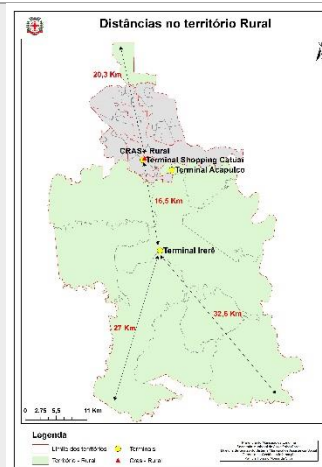 Distâncias no território Rural
20,3 Km
CRAS+ Rural
Terminal Shopping Catuaí
Terminal Acapulco
16,5 Km
Terminal Irerê
27 Km
32,6 Km
0 2.75 5,5 11 Km
Legenda
Limite dos territórios
Terminais
Território - Rural
Cras - Rural